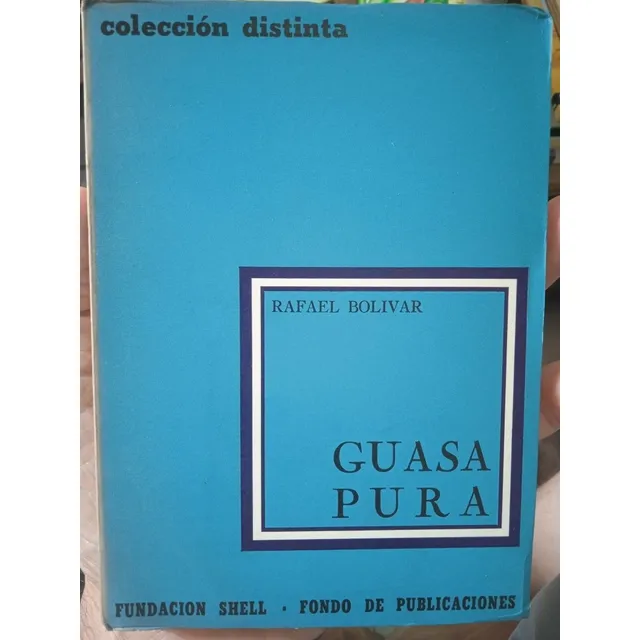 colección distinta
RAFAEL BOLIVAR
GUASA
PURA
FUNDACION SHELL - FONDO DE PUBLICACIONES